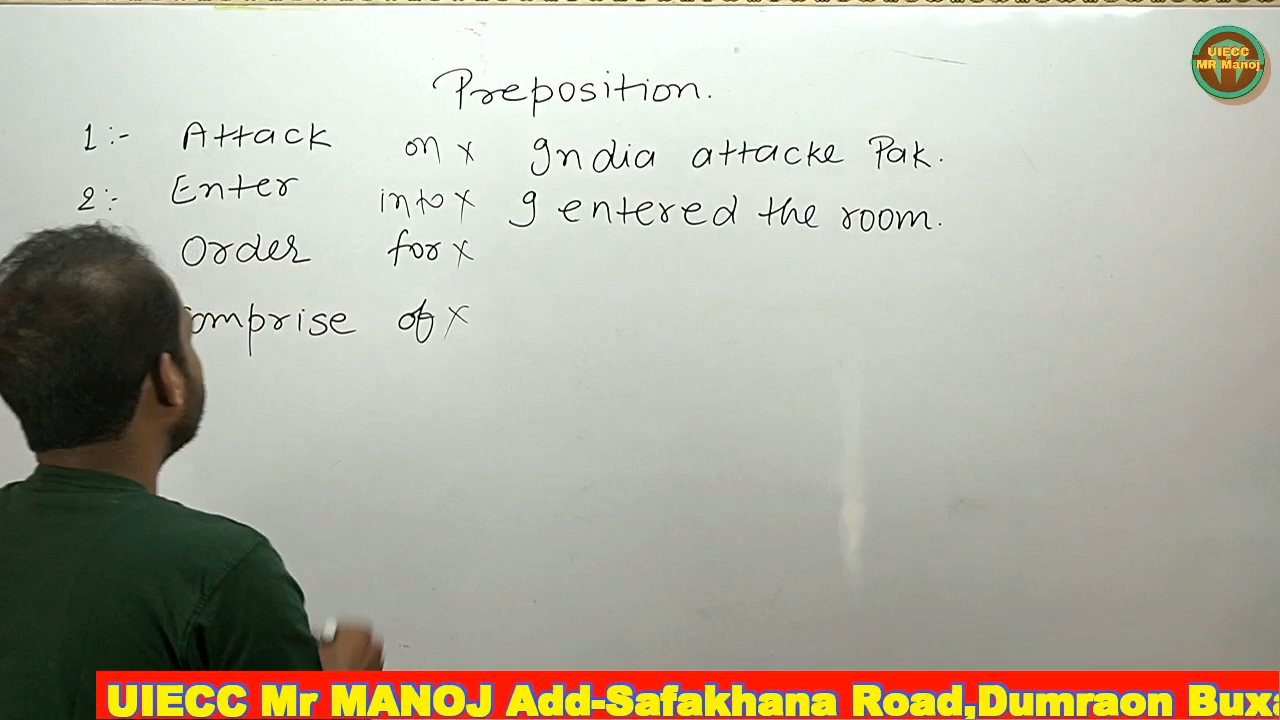 UIECC
MR Manoj
Preposition.
1:- Attack on x India attacke Pak.
2:- Enter into x I entered the room.
Order for x
omprise of x
UIECC Mr MANOJ Add-Safakhana Road,Dumraon Buxa